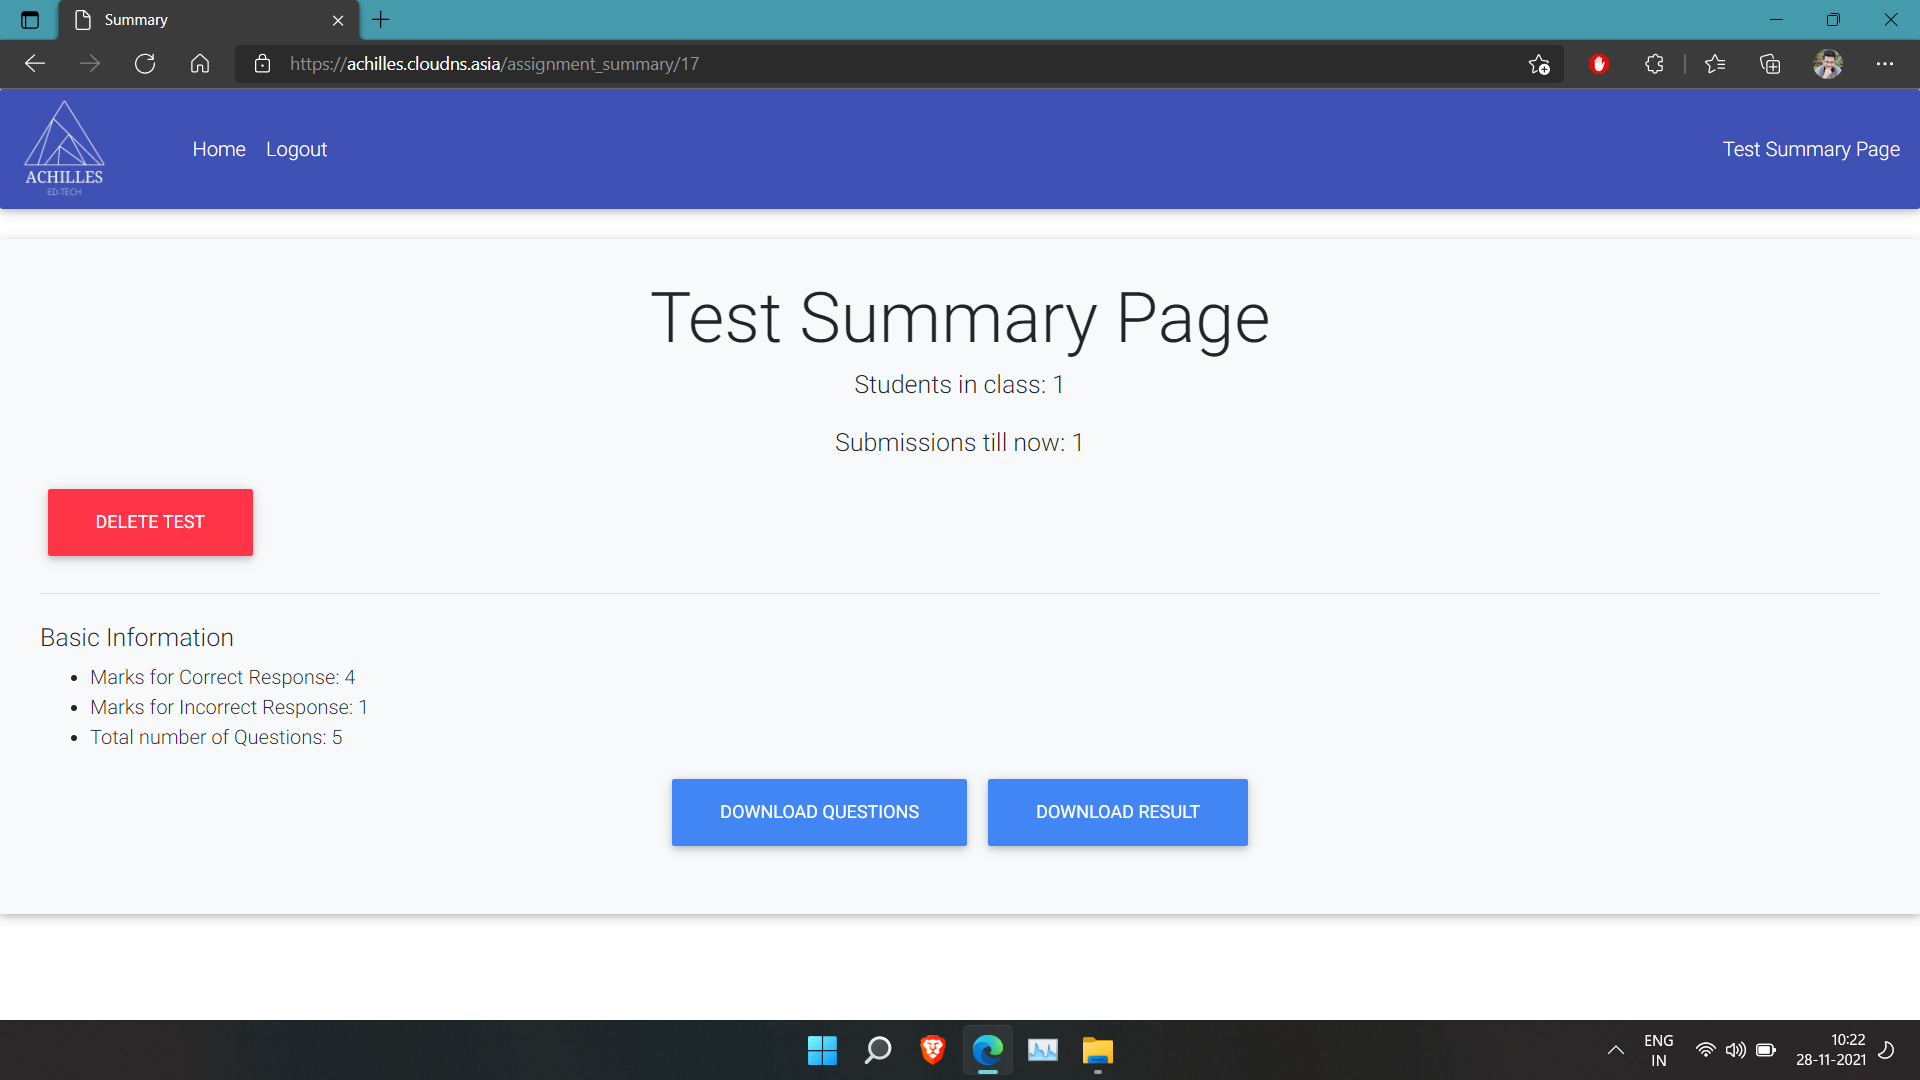 Summary
https://achilles.cloudns.asia/assignment_summary/17
ACHILLES
ED-TECH
Home Logout
Test Summary Page
Test Summary Page
Students in class: 1
Submissions till now: 1
DELETE TEST
Basic Information
Marks for Correct Response: 4
Marks for Incorrect Response: 1
Total number of Questions: 5
DOWNLOAD QUESTIONS
DOWNLOAD RESULT
ENG
IN
10:22
28-11-2021